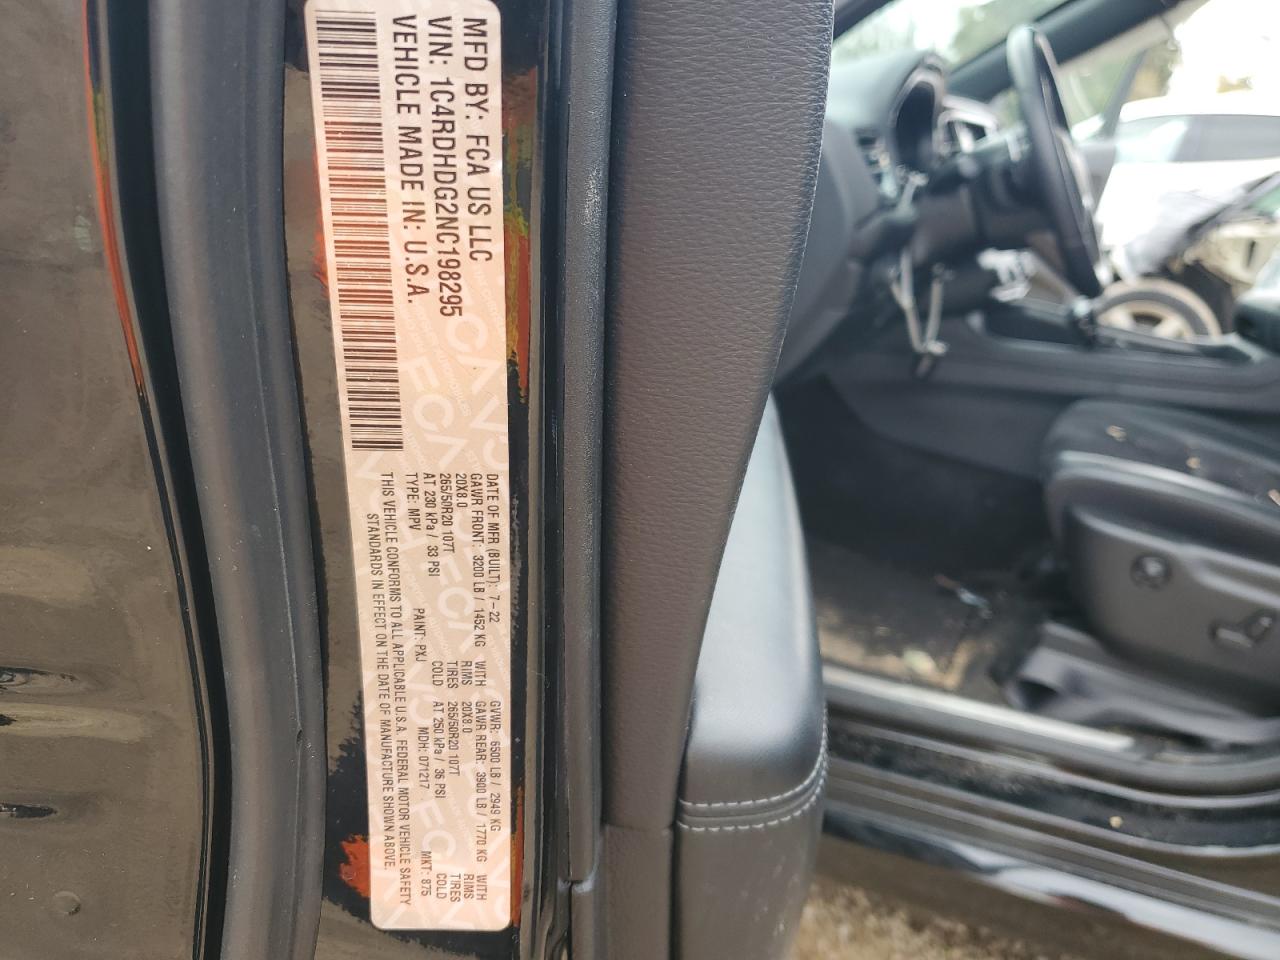 MFD BY: FCA US LLC
VIN: 1C4RDHDG2NC198295
VEHICLE MADE IN: U.S.A.
DATE OF MFR (BUILT): 7-22 GVWR: 6500 LB / 2949 KG
GAWR FRONT: 3200 LB / 1452 KG WITH GAWR REAR: 3900 LB / 1770 KG WITH
20X8.0 RIMS 20X8.0 RIMS
265/50R20 107T TIRES 265/50R20 107T TIRES
AT 230 kPa / 33 PSI COLD AT 250 kPa / 36 PSI COLD
TYPE: MPV PAINT: PXJ MDH: 071217 MKT: 875
THIS VEHICLE CONFORMS TO ALL APPLICABLE U.S.A. FEDERAL MOTOR VEHICLE SAFETY
STANDARDS IN EFFECT ON THE DATE OF MANUFACTURE SHOWN ABOVE.